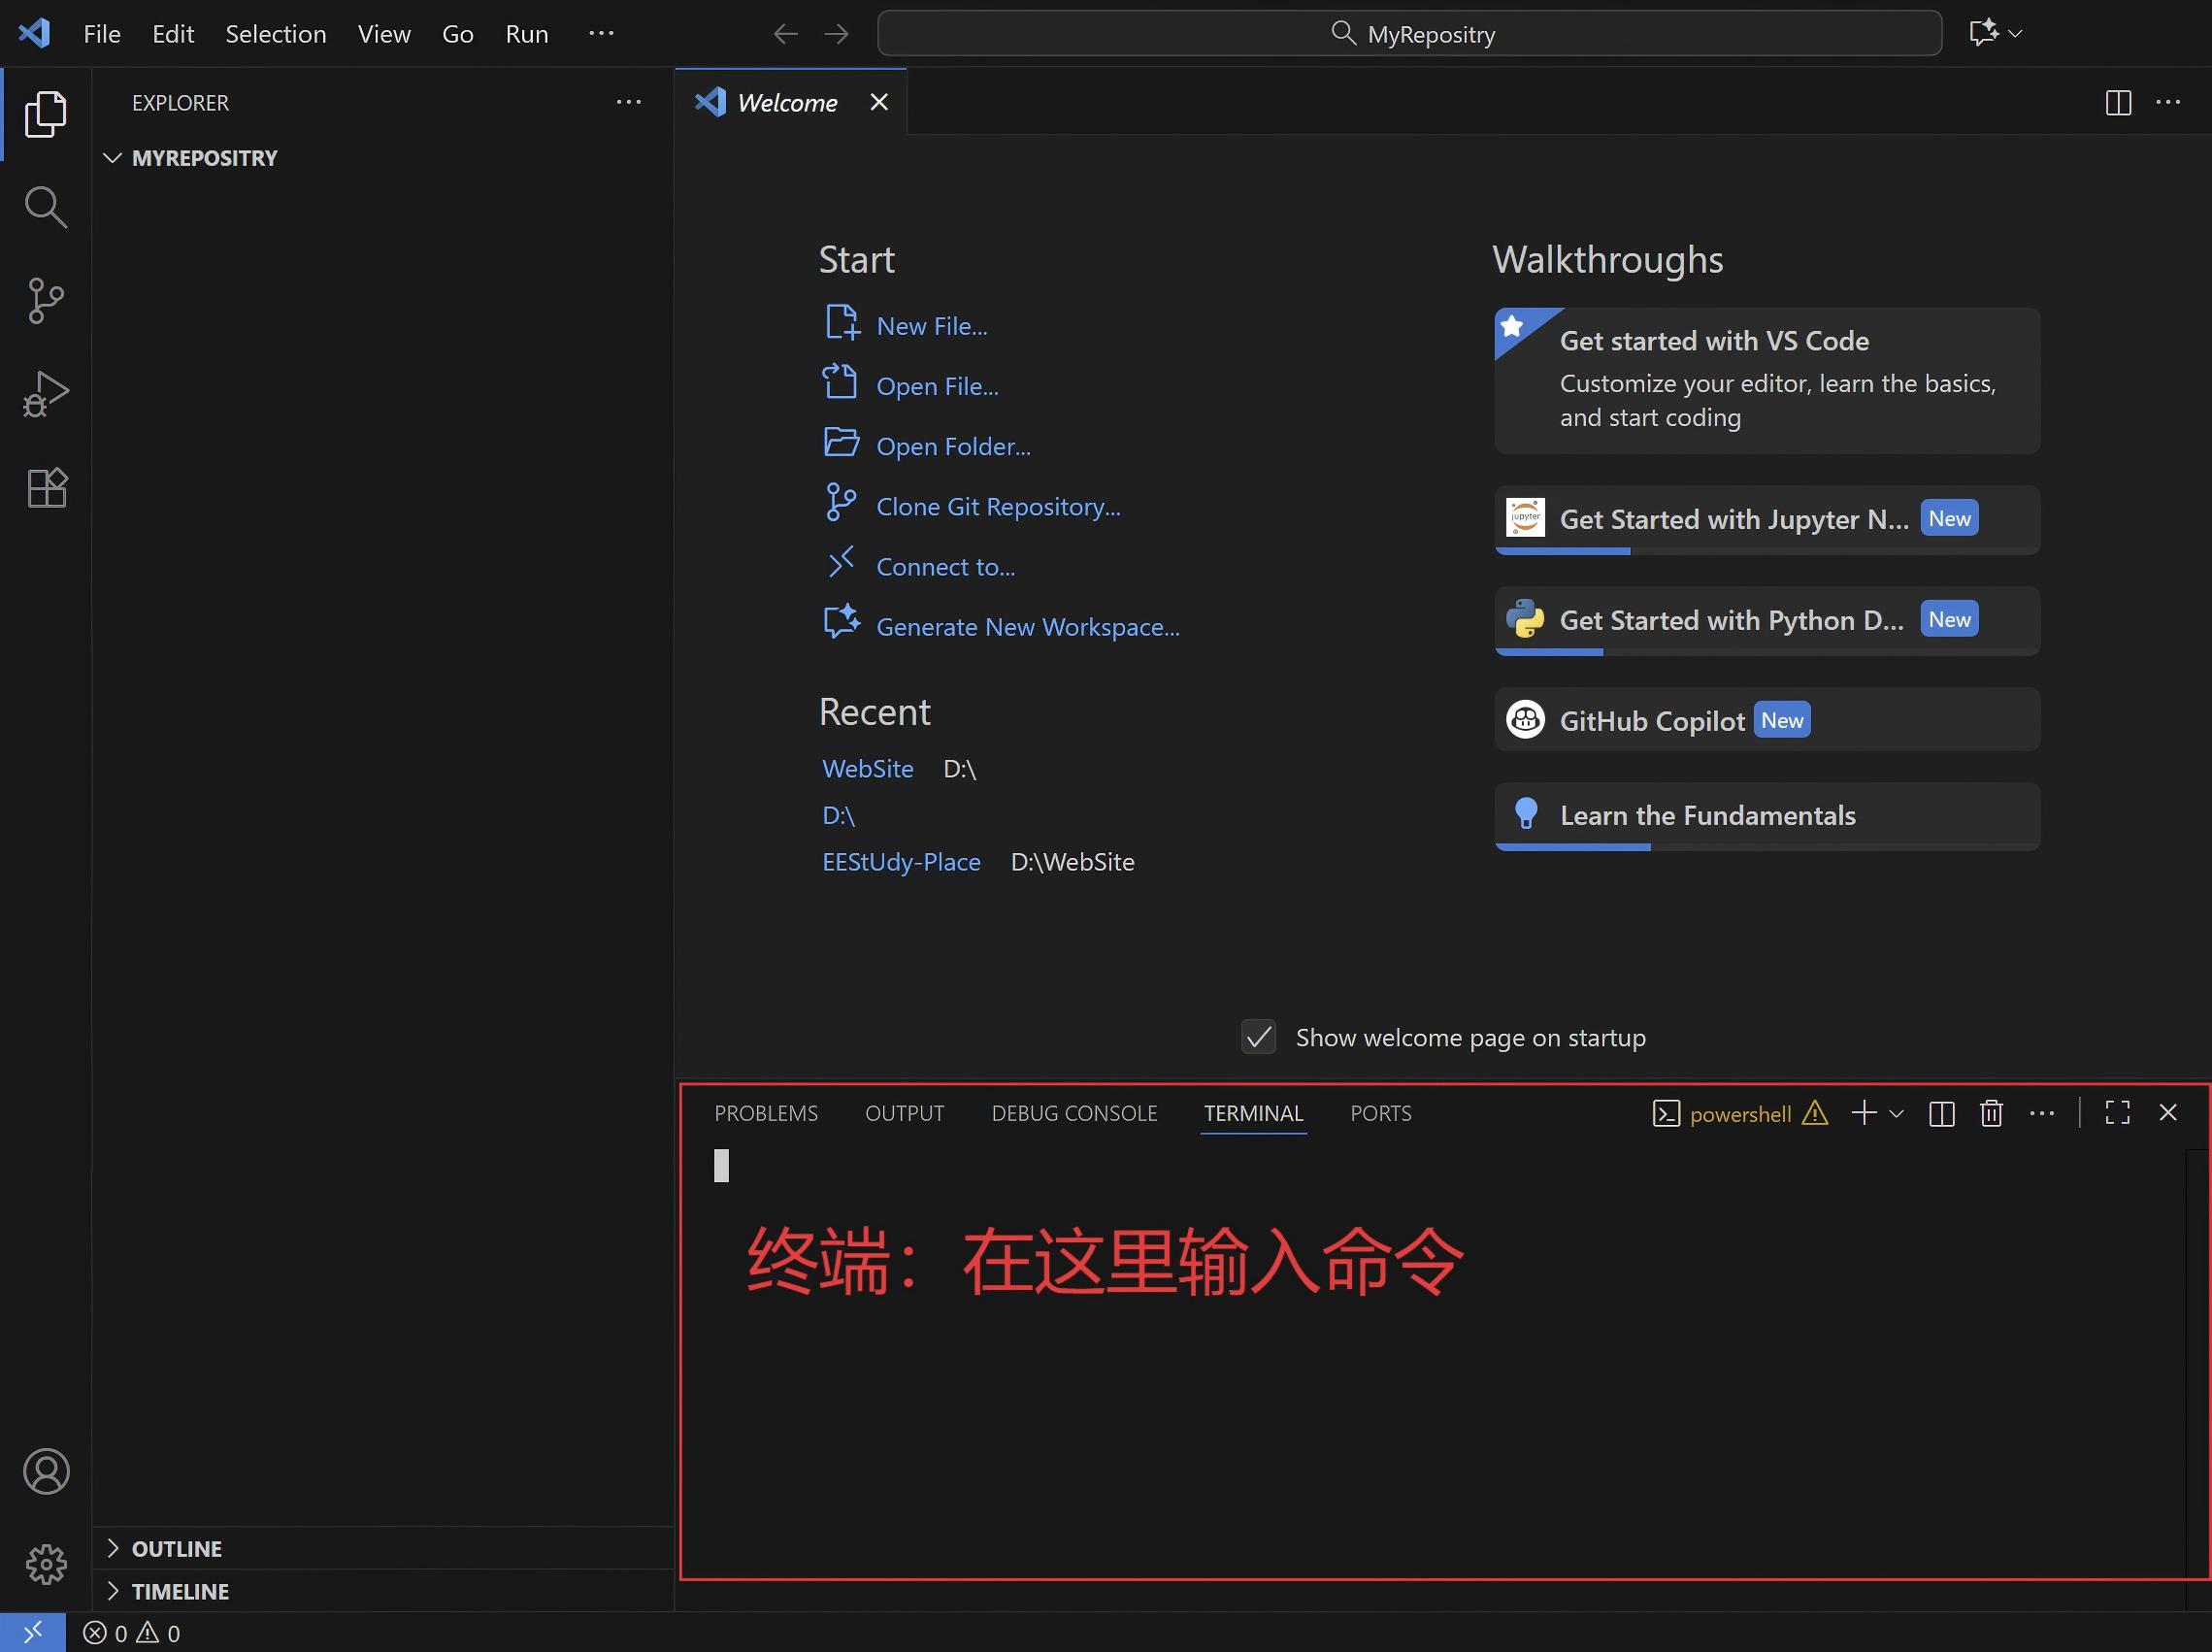 File Edit Selection View Go Run ···
MyRepositry
EXPLORER
MYREPOSITRY
OUTLINE
TIMELINE
Welcome
Start
New File...
Open File...
Open Folder...
Clone Git Repository...
Connect to...
Generate New Workspace...
Recent
WebSite D:\
D:\
EEStUdy-Place D:\WebSite
Walkthroughs
Get started with VS Code
Customize your editor, learn the basics,
and start coding
jupyter
Get Started with Jupyter N... New
Get Started with Python D... New
GitHub Copilot New
Learn the Fundamentals
Show welcome page on startup
PROBLEMS OUTPUT DEBUG CONSOLE TERMINAL PORTS powershell
终端：在这里输入命令
0 0